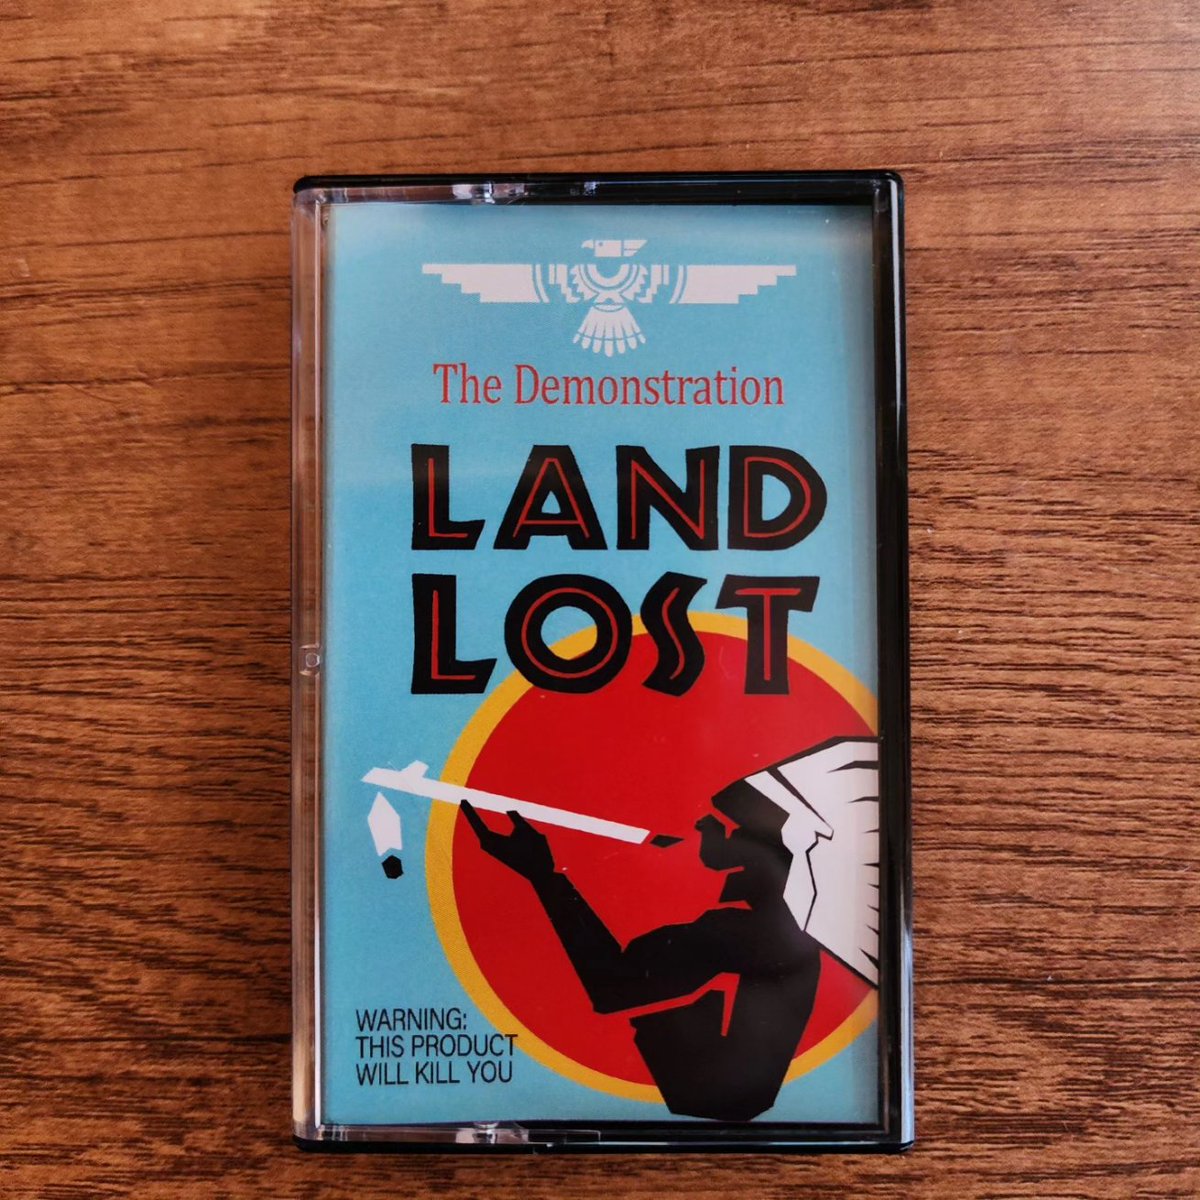 The Demonstration
LAND
LOST
WARNING:
THIS PRODUCT
WILL KILL YOU